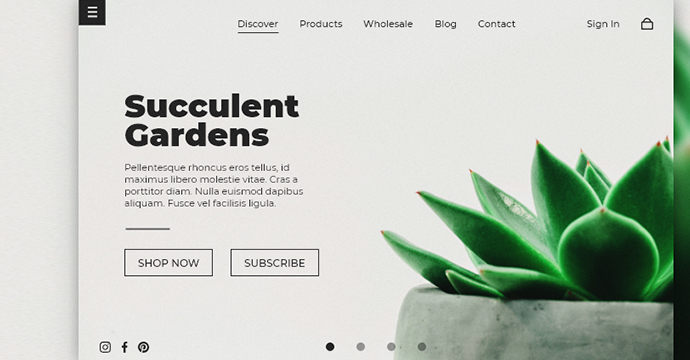 Discover Products Wholesale Blog Contact Sign In
Succulent
Gardens
Pellentesque rhoncus eros tellus, id
maximus libero molestie vitae. Cras a
porttitor diam. Nulla euismod dapibus
aliquam. Fusce vel facilisis ligula.
SHOP NOW SUBSCRIBE